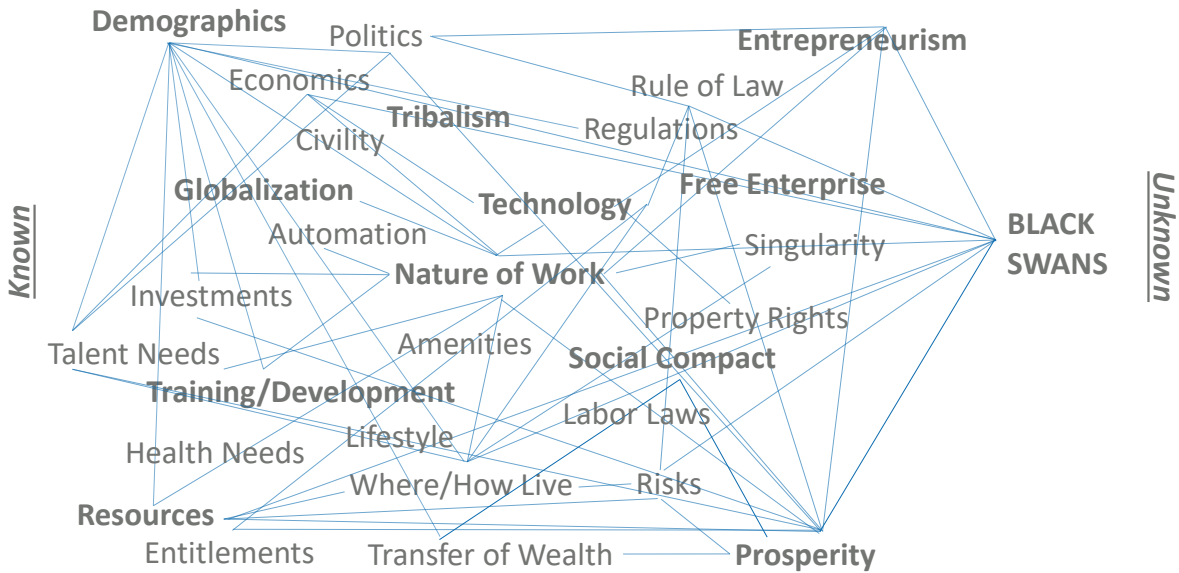 Demographics
Politics
Entrepreneurism
Economics
Rule of Law
Tribalism
Regulations
Civility
Globalization
Technology
Free Enterprise
Known
Automation
Singularity
BLACK
SWANS
Unknown
Nature of Work
Investments
Property Rights
Talent Needs
Amenities
Social Compact
Training/Development
Labor Laws
Lifestyle
Health Needs
Where/How Live
Risks
Resources
Entitlements
Transfer of Wealth
Prosperity